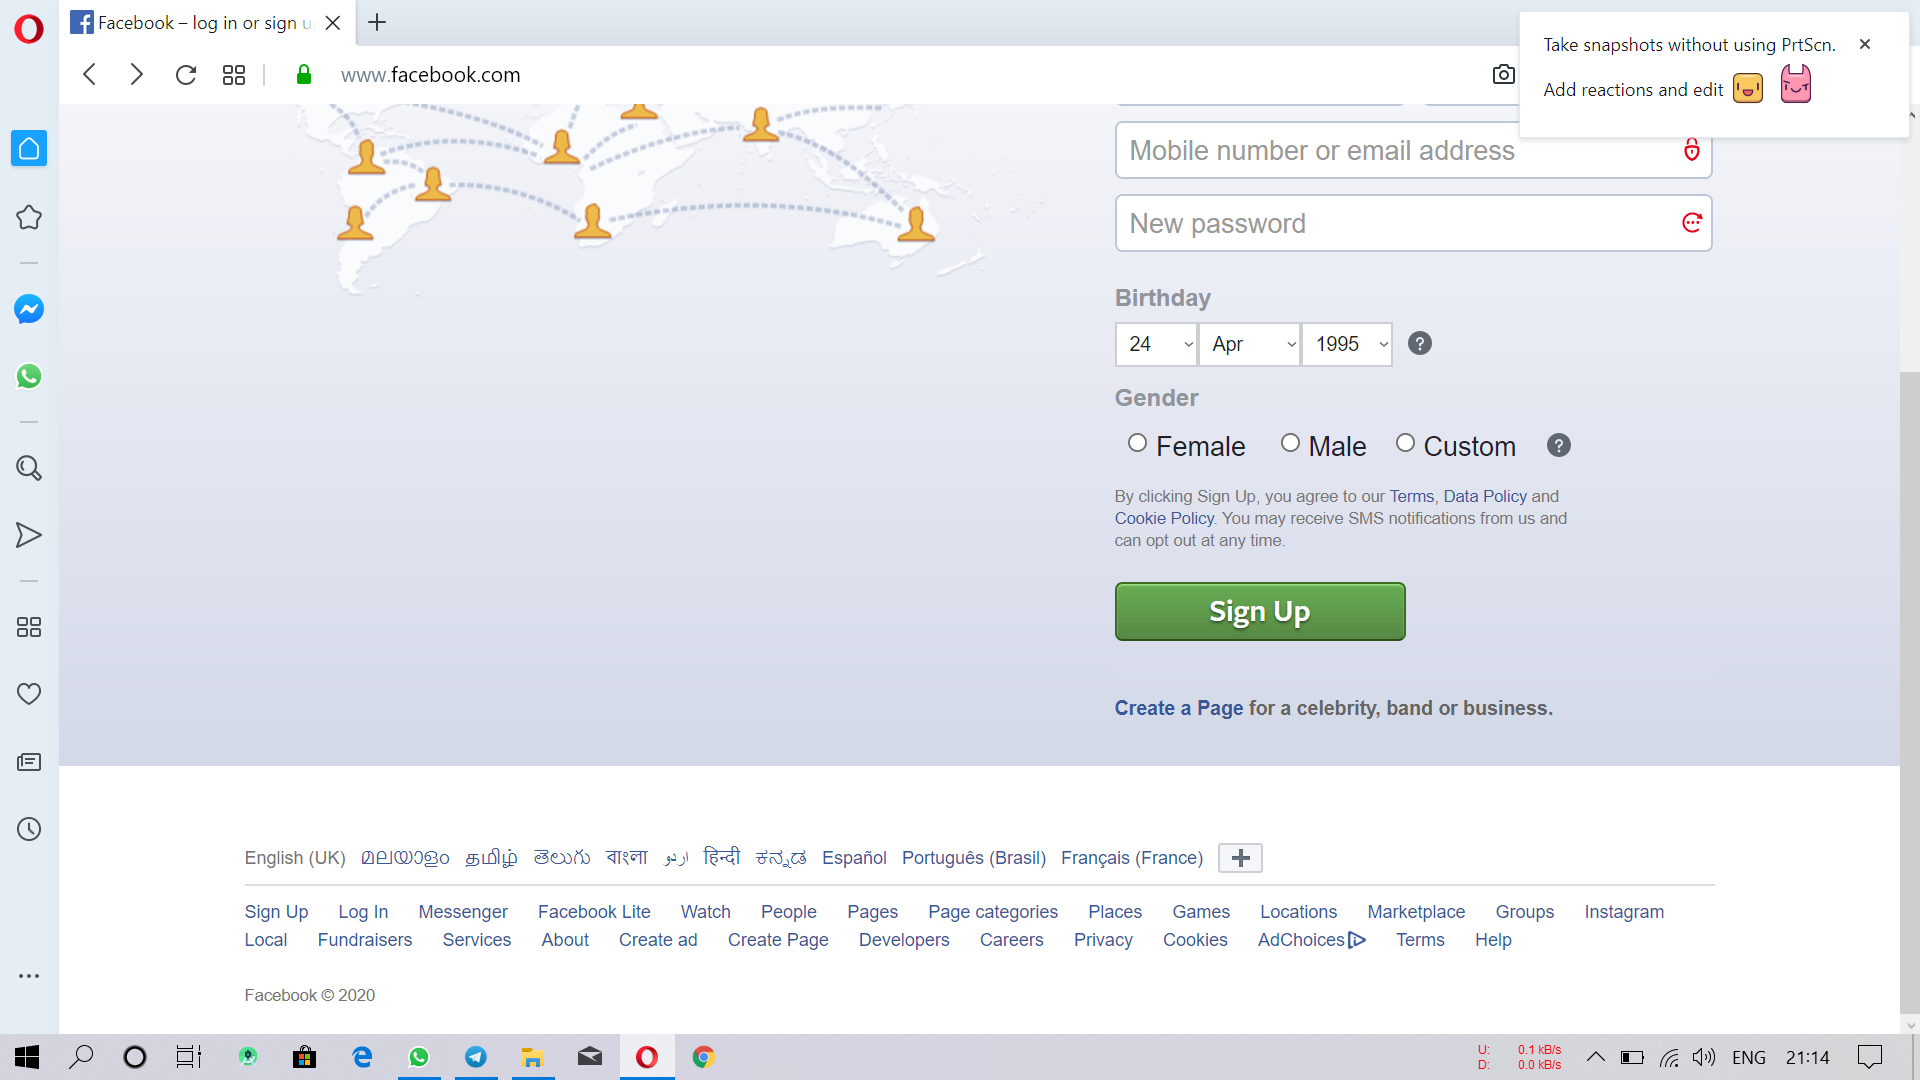 Facebook – log in or sign u
Take snapshots without using PrtScn.
www.facebook.com
Add reactions and edit
Mobile number or email address
New password
Birthday
24 Apr 1995
Gender
Female Male Custom
By clicking Sign Up, you agree to our Terms, Data Policy and
Cookie Policy. You may receive SMS notifications from us and
can opt out at any time.
Sign Up
Create a Page for a celebrity, band or business.
English (UK) മലയാളം தமிழ் తెలుగు বাংলা اردو हिन्दी ಕನ್ನಡ Español Português (Brasil) Français (France)
Sign Up Log In Messenger Facebook Lite Watch People Pages Page categories Places Games Locations Marketplace Groups Instagram
Local Fundraisers Services About Create ad Create Page Developers Careers Privacy Cookies AdChoices Terms Help
Facebook © 2020
U: 0.1 kB/s
D: 0.0 kB/s
ENG 21:14